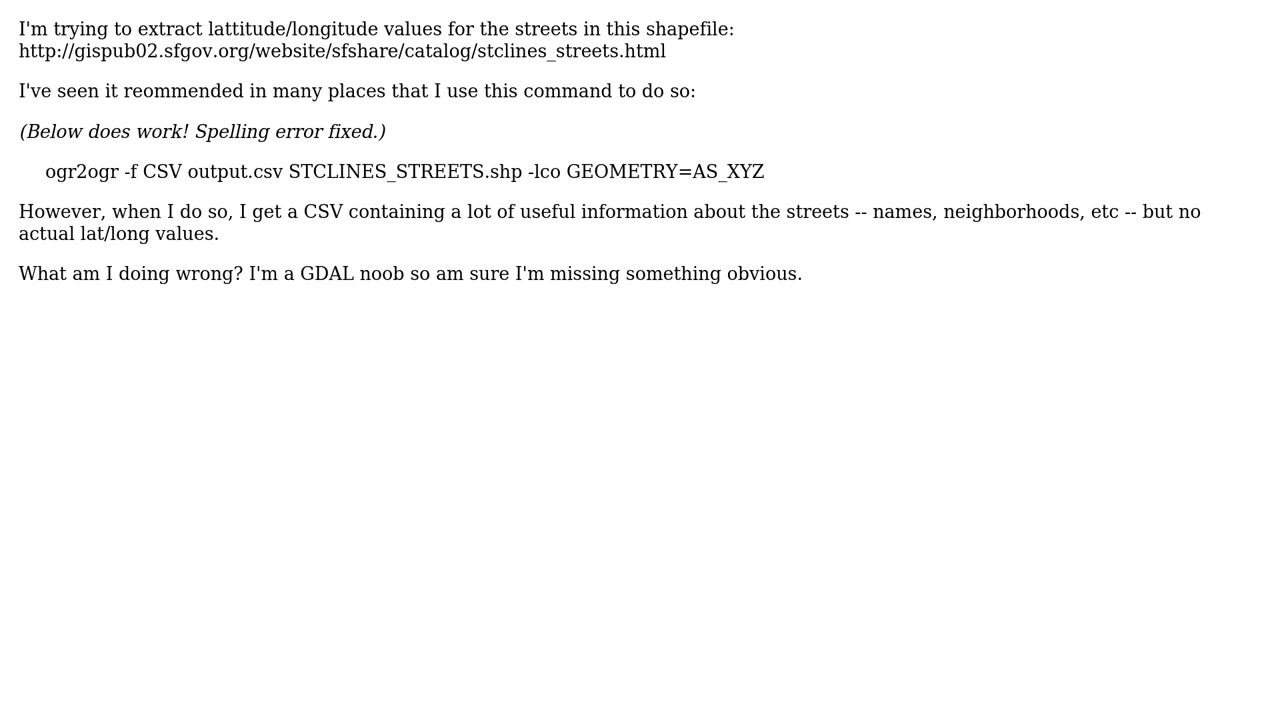 I'm trying to extract lattitude/longitude values for the streets in this shapefile:
http://gispub02.sfgov.org/website/sfshare/catalog/stclines_streets.html
I've seen it reommended in many places that I use this command to do so:
(Below does work! Spelling error fixed.)
ogr2ogr -f CSV output.csv STCLINES_STREETS.shp -lco GEOMETRY=AS_XYZ
However, when I do so, I get a CSV containing a lot of useful information about the streets -- names, neighborhoods, etc -- but no
actual lat/long values.
What am I doing wrong? I'm a GDAL noob so am sure I'm missing something obvious.